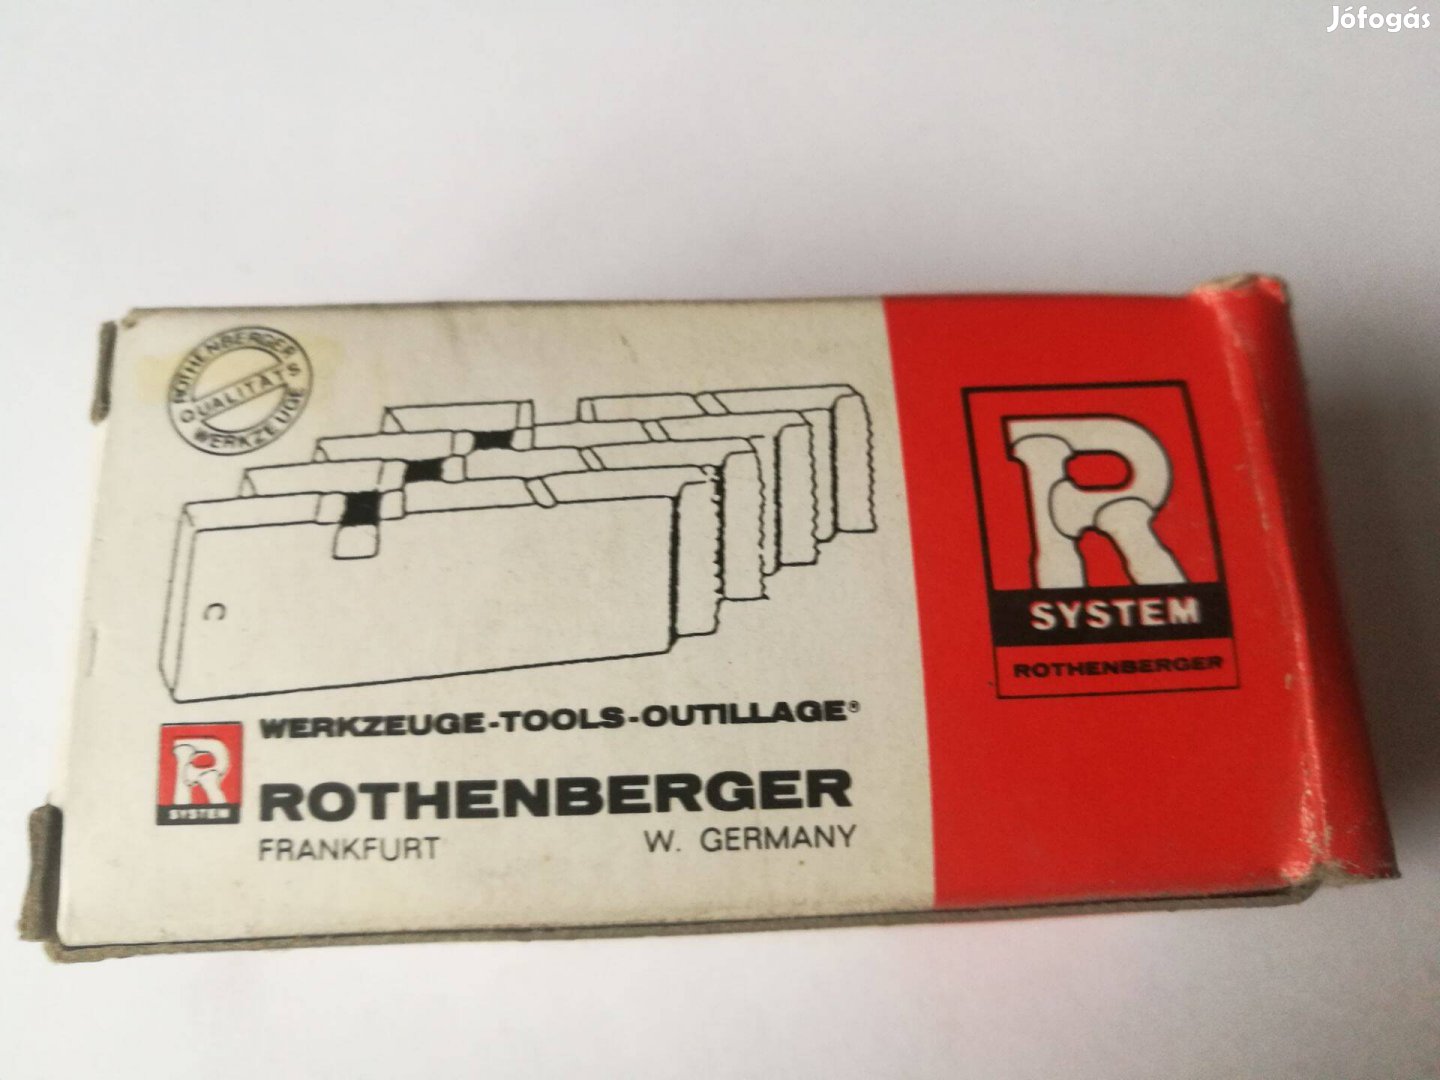 Jófogás
ROTHENBERGER
QUALITÄTS
WERKZEUGE
C
R
SYSTEM
ROTHENBERGER
WERKZEUGE-TOOLS-OUTILLAGE®
R
SYSTEM
ROTHENBERGER
FRANKFURT W. GERMANY